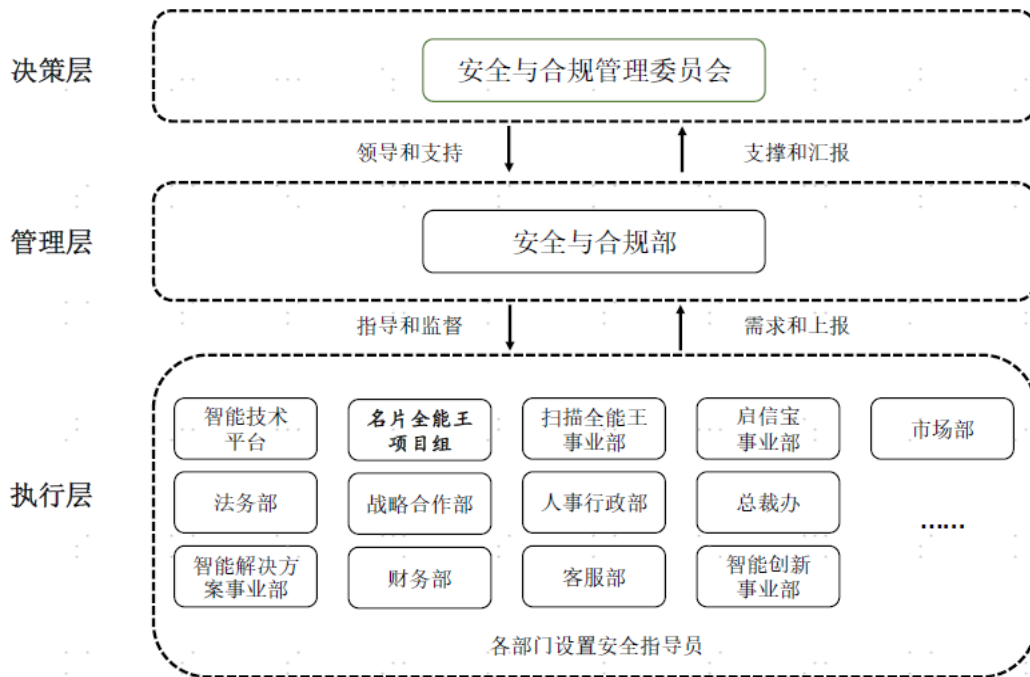 决策层
安全与合规管理委员会
领导和支持
支撑和汇报
管理层
安全与合规部
指导和监督
需求和上报
执行层
智能技术
平台
名片全能王
项目组
扫描全能王
事业部
启信宝
事业部
市场部
法务部
战略合作部
人事行政部
总裁办
……
智能解决方
案事业部
财务部
客服部
智能创新
事业部
各部门设置安全指导员